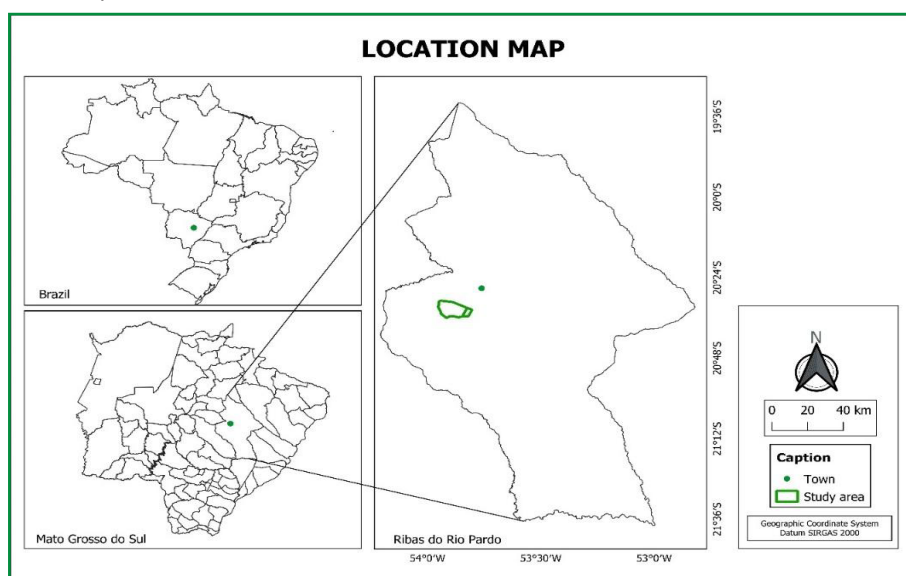 LOCATION MAP
Brazil
Mato Grosso do Sul
Ribas do Rio Pardo
19°36'S
20°0'S
20°24'S
20°48'S
21°12'S
21°36'S
54°0'W
53°30'W
53°0'W
N
0 20 40 km
Caption
Town
Study area
Geographic Coordinate System
Datum SIRGAS 2000